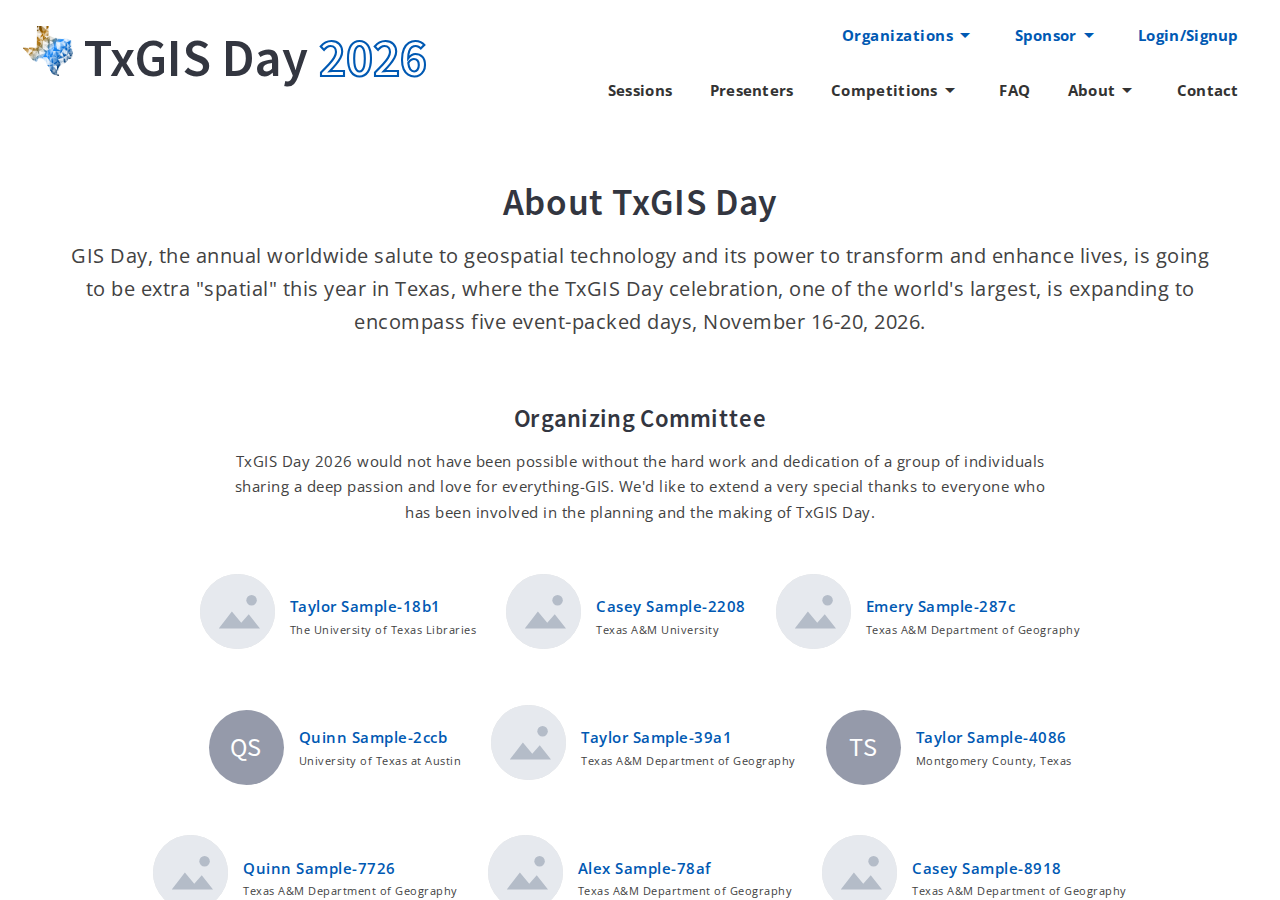 TxGIS Day 2026
Organizations Sponsor Login/Signup
Sessions Presenters Competitions FAQ About Contact
About TxGIS Day
GIS Day, the annual worldwide salute to geospatial technology and its power to transform and enhance lives, is going
to be extra "spatial" this year in Texas, where the TxGIS Day celebration, one of the world's largest, is expanding to
encompass five event-packed days, November 16-20, 2026.
Organizing Committee
TxGIS Day 2026 would not have been possible without the hard work and dedication of a group of individuals
sharing a deep passion and love for everything-GIS. We'd like to extend a very special thanks to everyone who
has been involved in the planning and the making of TxGIS Day.
Taylor Sample-18b1
The University of Texas Libraries
Casey Sample-2208
Texas A&M University
Emery Sample-287c
Texas A&M Department of Geography
QS
Quinn Sample-2ccb
University of Texas at Austin
Taylor Sample-39a1
Texas A&M Department of Geography
TS
Taylor Sample-4086
Montgomery County, Texas
Quinn Sample-7726
Texas A&M Department of Geography
Alex Sample-78af
Texas A&M Department of Geography
Casey Sample-8918
Texas A&M Department of Geography